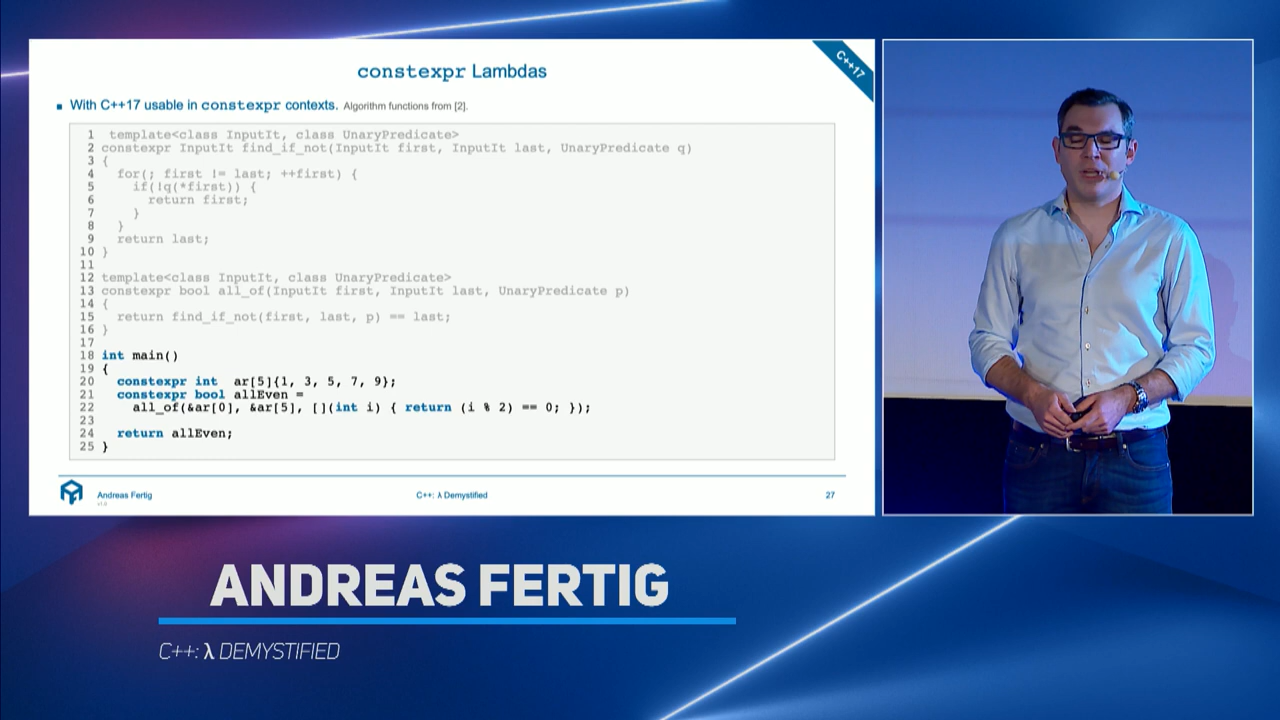 C++17
constexpr Lambdas
■ With C++17 usable in constexpr contexts. Algorithm functions from [2].
1 template<class InputIt, class UnaryPredicate>
2 constexpr InputIt find_if_not(InputIt first, InputIt last, UnaryPredicate q)
3 {
4 for(; first != last; ++first) {
5 if(!q(*first)) {
6 return first;
7 }
8 }
9 return last;
10 }
11
12 template<class InputIt, class UnaryPredicate>
13 constexpr bool all_of(InputIt first, InputIt last, UnaryPredicate p)
14 {
15 return find_if_not(first, last, p) == last;
16 }
17
18 int main()
19 {
20 constexpr int ar[5]{1, 3, 5, 7, 9};
21 constexpr bool allEven =
22 all_of(&ar[0], &ar[5], [](int i) { return (i % 2) == 0; });
23
24 return allEven;
25 }
Andreas Fertig
v1.0
C++: λ Demystified
27
ANDREAS FERTIG
C++: λ DEMYSTIFIED